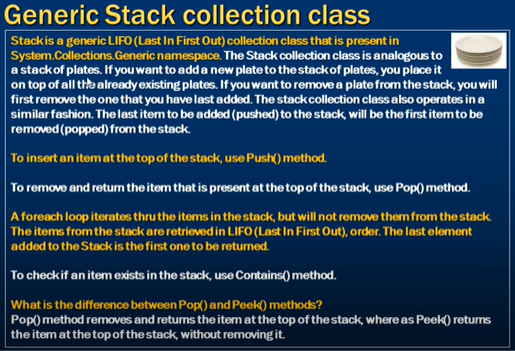 Generic Stack collection class
Stack is a generic LIFO (Last In First Out) collection class that is present in
System.Collections.Generic namespace. The Stack collection class is analogous to
a stack of plates. If you want to add a new plate to the stack of plates, you place it
on top of all the already existing plates. If you want to remove a plate from the stack, you will
first remove the one that you have last added. The stack collection class also operates in a
similar fashion. The last item to be added (pushed) to the stack, will be the first item to be
removed (popped) from the stack.
To insert an item at the top of the stack, use Push() method.
To remove and return the item that is present at the top of the stack, use Pop() method.
A foreach loop iterates thru the items in the stack, but will not remove them from the stack.
The items from the stack are retrieved in LIFO (Last In First Out), order. The last element
added to the Stack is the first one to be returned.
To check if an item exists in the stack, use Contains() method.
What is the difference between Pop() and Peek() methods?
Pop() method removes and returns the item at the top of the stack, where as Peek() returns
the item at the top of the stack, without removing it.